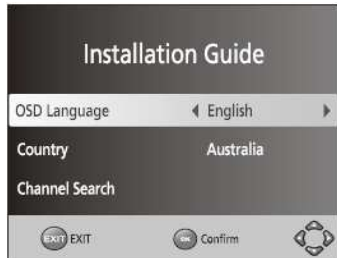 Installation Guide
OSD Language English
Country Australia
Channel Search
EXIT EXIT OK Confirm